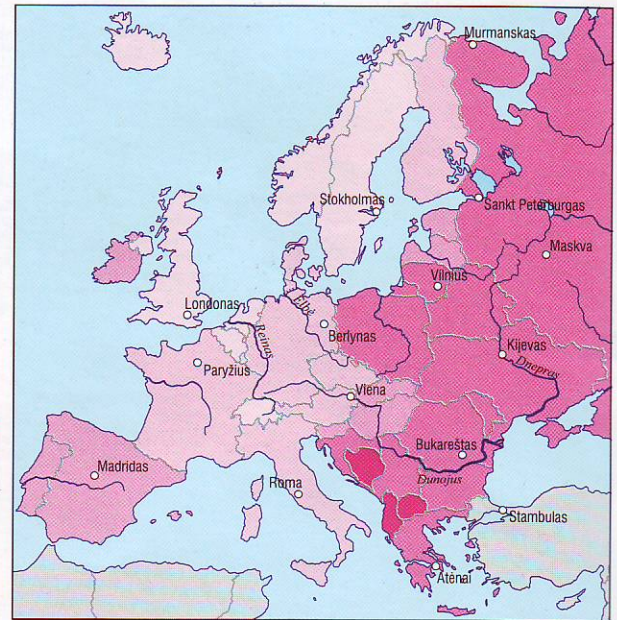 Murmanskas
Stokholmas
Sankt Peterburgas
Maskva
Vilnius
Londonas
Elbė
Berlynas
Reinas
Kijevas
Paryžius
Dnepras
Viena
Bukareštas
Madridas
Dunojus
Roma
Stambulas
Atėnai